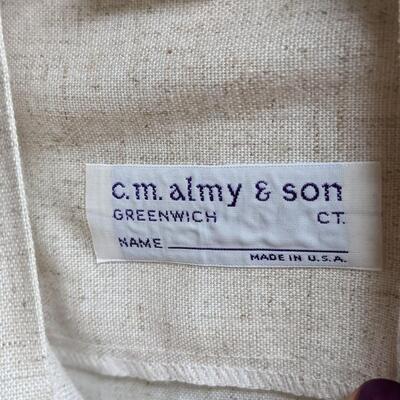 c.m. almy & son
GREENWICH CT.
NAME
MADE IN U.S.A.